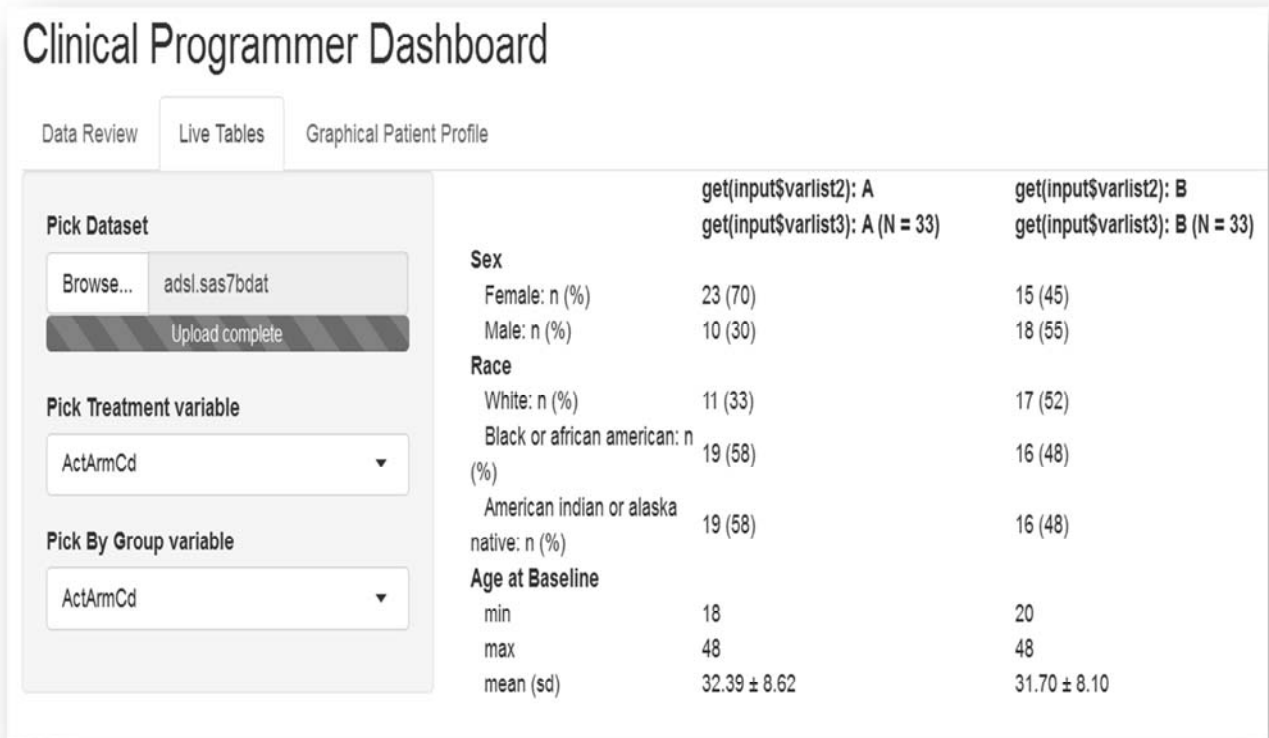 Clinical Programmer Dashboard
Data Review Live Tables Graphical Patient Profile
Pick Dataset
Browse... adsl.sas7bdat
Upload complete
Pick Treatment variable
ActArmCd
Pick By Group variable
ActArmCd
get(input$varlist2): A get(input$varlist2): B
get(input$varlist3): A (N = 33) get(input$varlist3): B (N = 33)
Sex
Female: n (%) 23 (70) 15 (45)
Male: n (%) 10 (30) 18 (55)
Race
White: n (%) 11 (33) 17 (52)
Black or african american: n
(%) 19 (58) 16 (48)
American indian or alaska
native: n (%) 19 (58) 16 (48)
Age at Baseline
min 18 20
max 48 48
mean (sd) 32.39 ± 8.62 31.70 ± 8.10